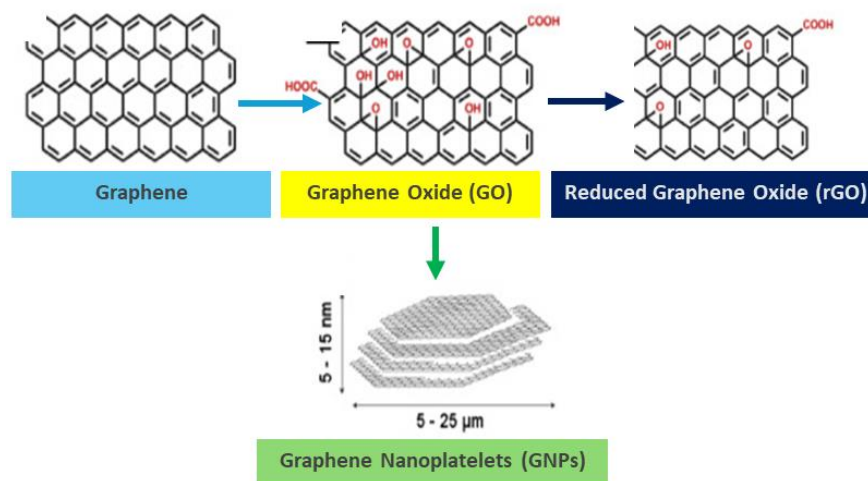 COOH
OH
O
O
OH
OH
HOOC
O
OH
COOH
OH
O
O
Graphene
Graphene Oxide (GO)
Reduced Graphene Oxide (rGO)
5 - 15 nm
5 - 25 µm
Graphene Nanoplatelets (GNPs)